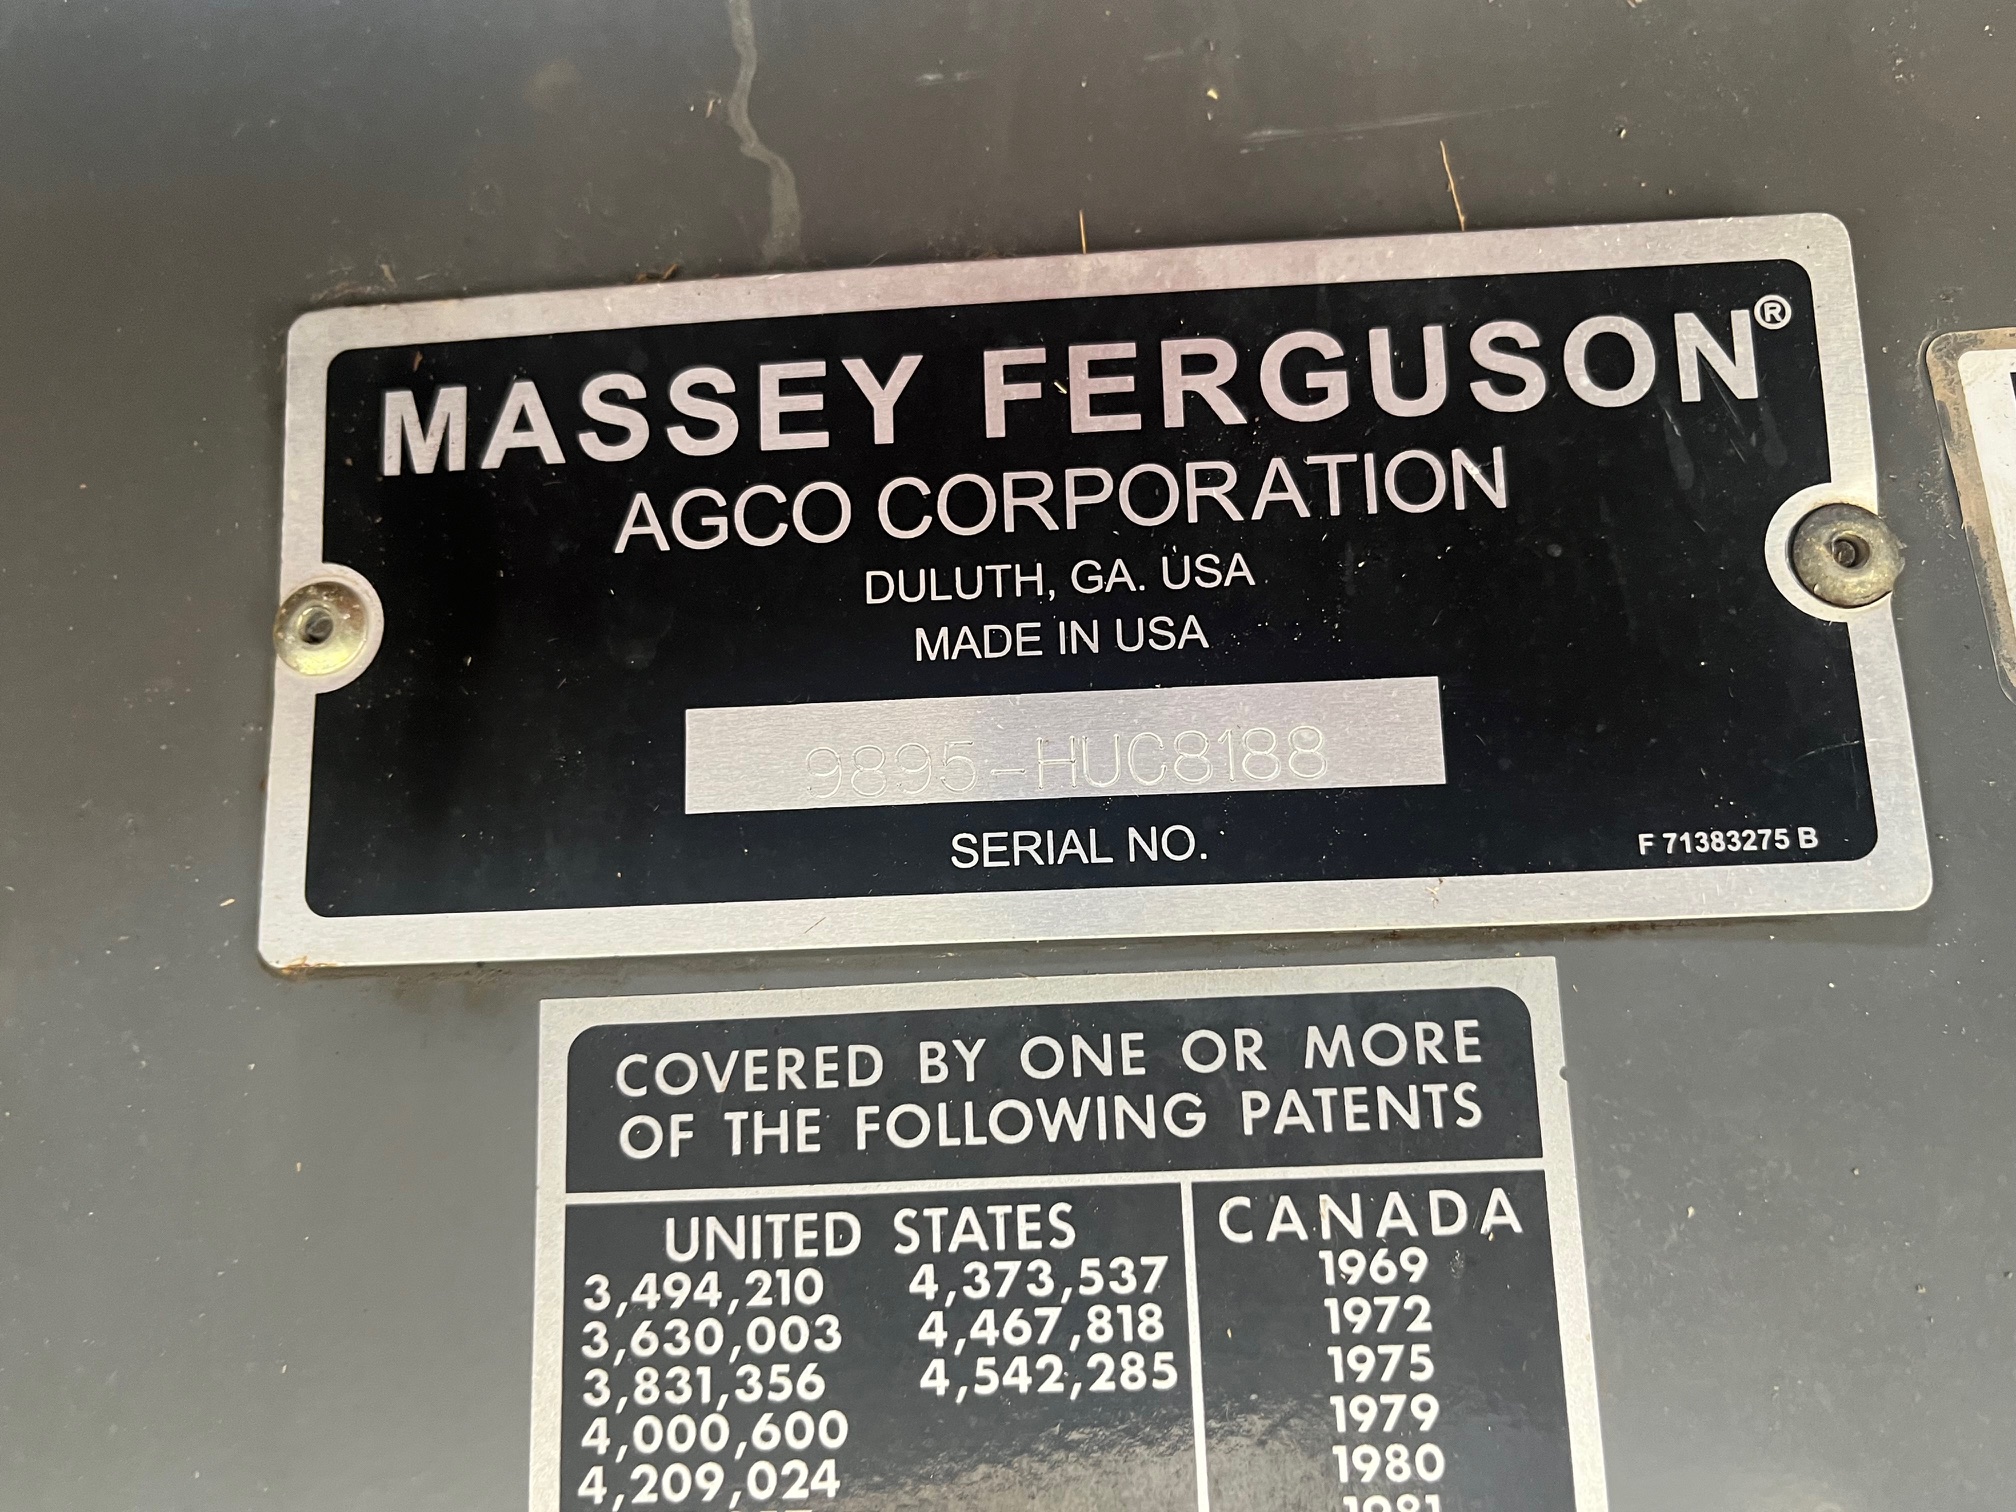 MASSEY FERGUSON®
AGCO CORPORATION
DULUTH, GA. USA
MADE IN USA
9895-HUC8188
SERIAL NO.
F 71383275 B
COVERED BY ONE OR MORE
OF THE FOLLOWING PATENTS
UNITED STATES CANADA
3,494,210 4,373,537 1969
3,630,003 4,467,818 1972
3,831,356 4,542,285 1975
4,000,600 1979
4,209,024 1980
1981